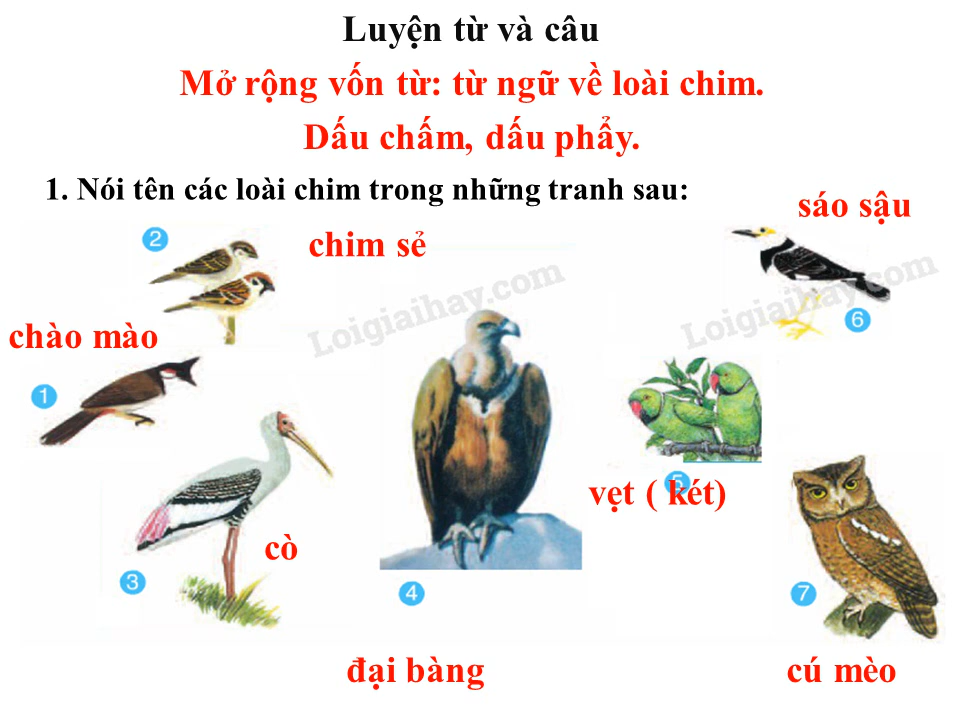 Luyện từ và câu
Mở rộng vốn từ: từ ngữ về loài chim.
Dấu chấm, dấu phẩy.
1. Nói tên các loài chim trong những tranh sau:
sáo sậu
2
chim sẻ
Loigiaihay.com
Loigiaihay.com
6
chào mào
1
5
vẹt ( két)
cò
3
4
7
đại bàng
cú mèo